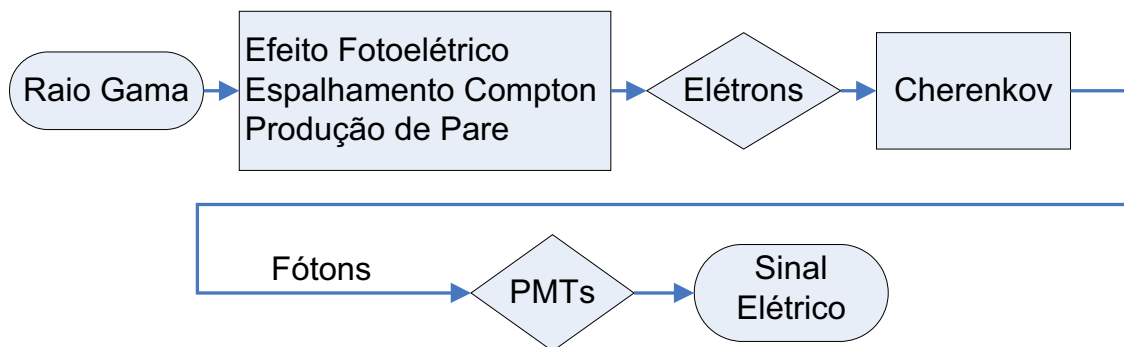 Raio Gama
Efeito Fotoelétrico
Espalhamento Compton
Produção de Pare
Elétrons
Cherenkov
Fótons
PMTs
Sinal
Elétrico